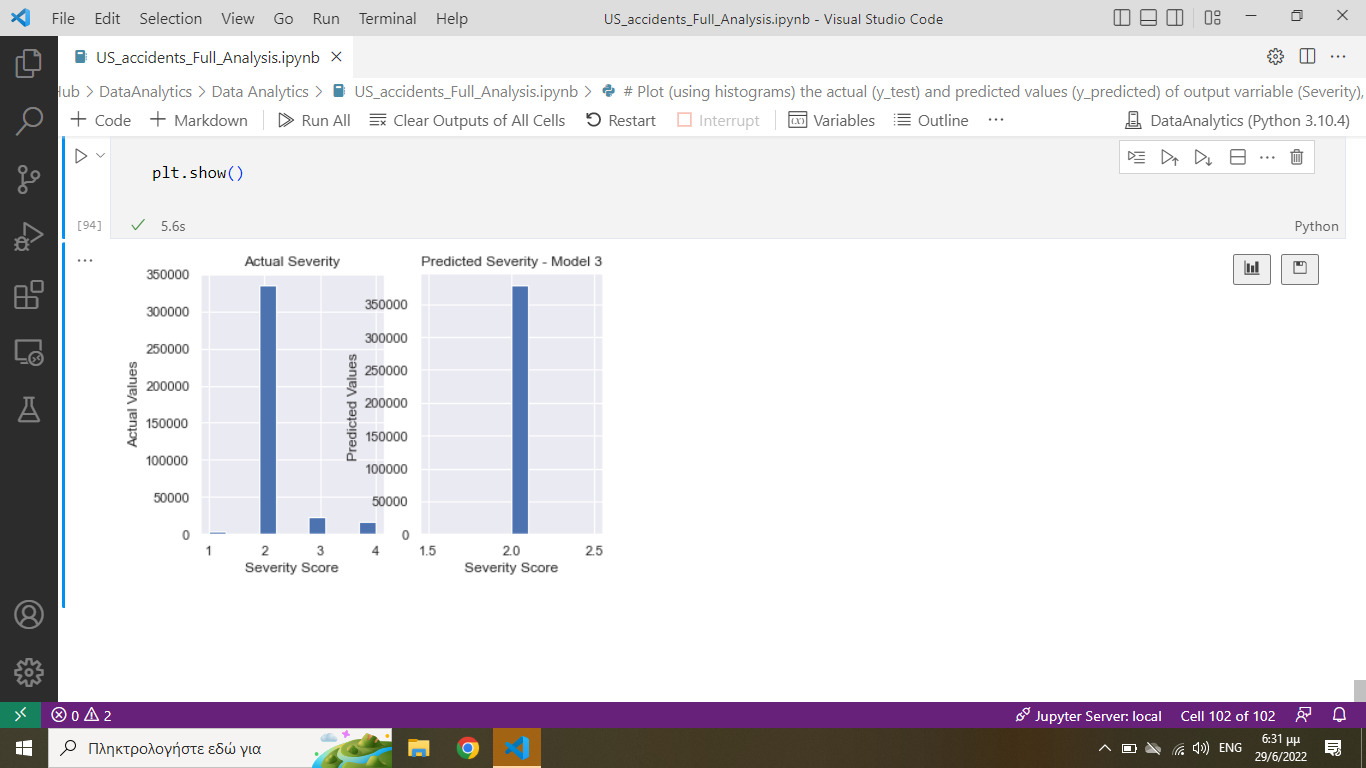 File Edit Selection View Go Run Terminal Help US_accidents_Full_Analysis.ipynb - Visual Studio Code
US_accidents_Full_Analysis.ipynb
Hub > DataAnalytics > Data Analytics > US_accidents_Full_Analysis.ipynb > # Plot (using histograms) the actual (y_test) and predicted values (y_predicted) of output varriable (Severity),
+ Code + Markdown Run All Clear Outputs of All Cells Restart Interrupt Variables Outline ... DataAnalytics (Python 3.10.4)
plt.show()
[94] 5.6s Python
Actual Severity
350000
300000
250000
200000
150000
100000
50000
0
Actual Values
1 2 3 4
Severity Score
Predicted Severity - Model 3
350000
300000
250000
200000
150000
100000
50000
0
Predicted Values
1.5 2.0 2.5
Severity Score
0 2 Jupyter Server: local Cell 102 of 102
Πληκτρολογήστε εδώ για ENG 6:31 μμ
29/6/2022